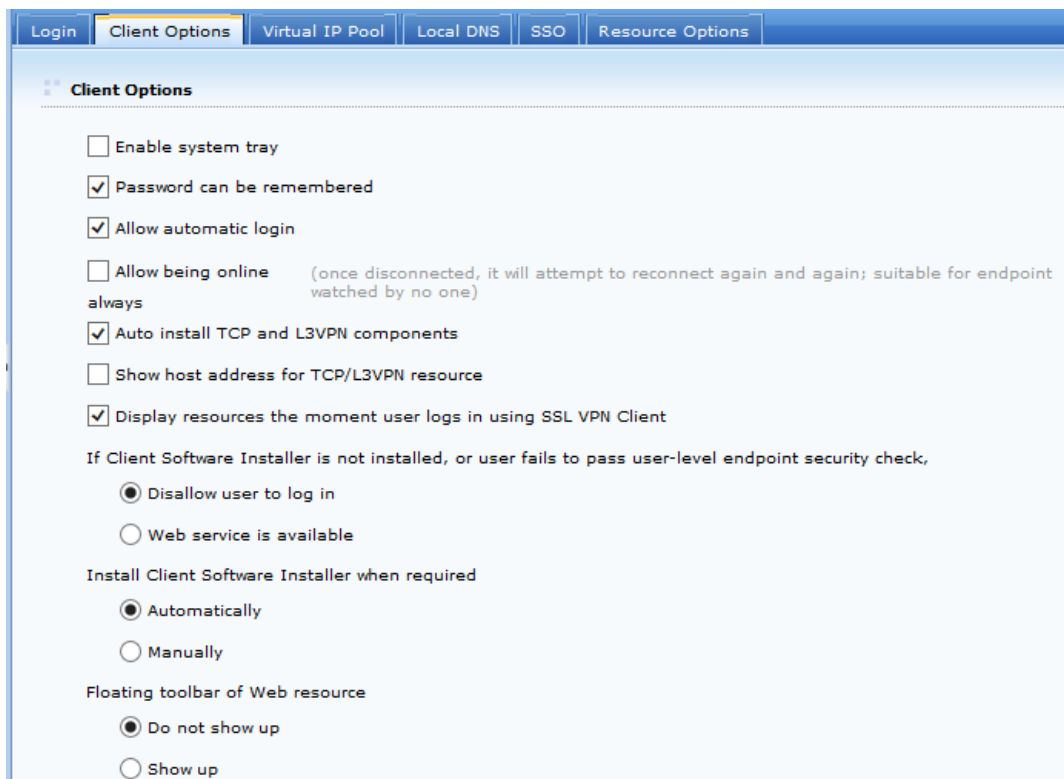 Login Client Options Virtual IP Pool Local DNS SSO Resource Options
Client Options
Enable system tray
Password can be remembered
Allow automatic login
Allow being online always
(once disconnected, it will attempt to reconnect again and again; suitable for endpoint
watched by no one)
Auto install TCP and L3VPN components
Show host address for TCP/L3VPN resource
Display resources the moment user logs in using SSL VPN Client
If Client Software Installer is not installed, or user fails to pass user-level endpoint security check,
Disallow user to log in
Web service is available
Install Client Software Installer when required
Automatically
Manually
Floating toolbar of Web resource
Do not show up
Show up